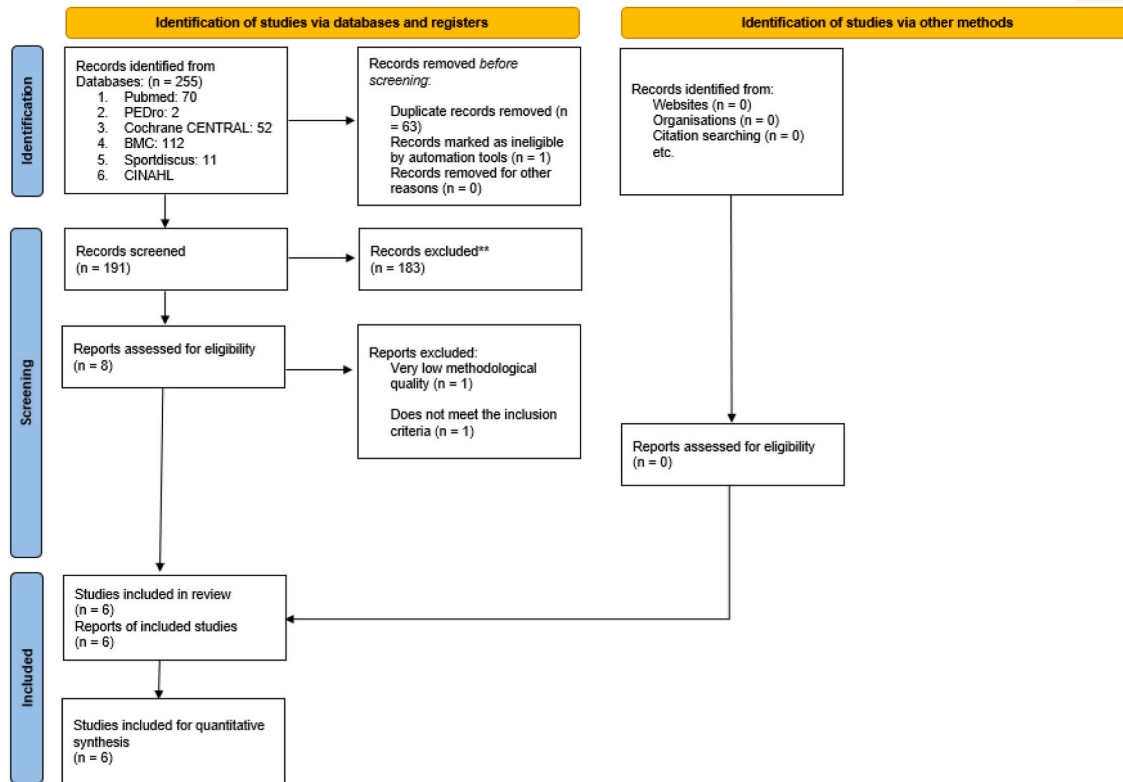 Identification of studies via databases and registers
Identification of studies via other methods
Identification
Records identified from
Databases: (n = 255)
1. Pubmed: 70
2. PEDro: 2
3. Cochrane CENTRAL: 52
4. BMC: 112
5. Sportdiscus: 11
6. CINAHL
Records removed before
screening:
Duplicate records removed (n
= 63)
Records marked as ineligible
by automation tools (n = 1)
Records removed for other
reasons (n = 0)
Records identified from:
Websites (n = 0)
Organisations (n = 0)
Citation searching (n = 0)
etc.
Screening
Records screened
(n = 191)
Records excluded**
(n = 183)
Reports assessed for eligibility
(n = 8)
Reports excluded:
Very low methodological
quality (n = 1)
Does not meet the inclusion
criteria (n = 1)
Reports assessed for eligibility
(n = 0)
Included
Studies included in review
(n = 6)
Reports of included studies
(n = 6)
Studies included for quantitative
synthesis
(n = 6)